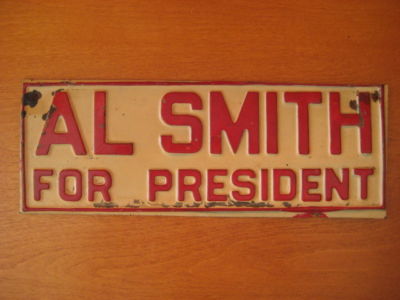 AL SMITH
FOR PRESIDENT